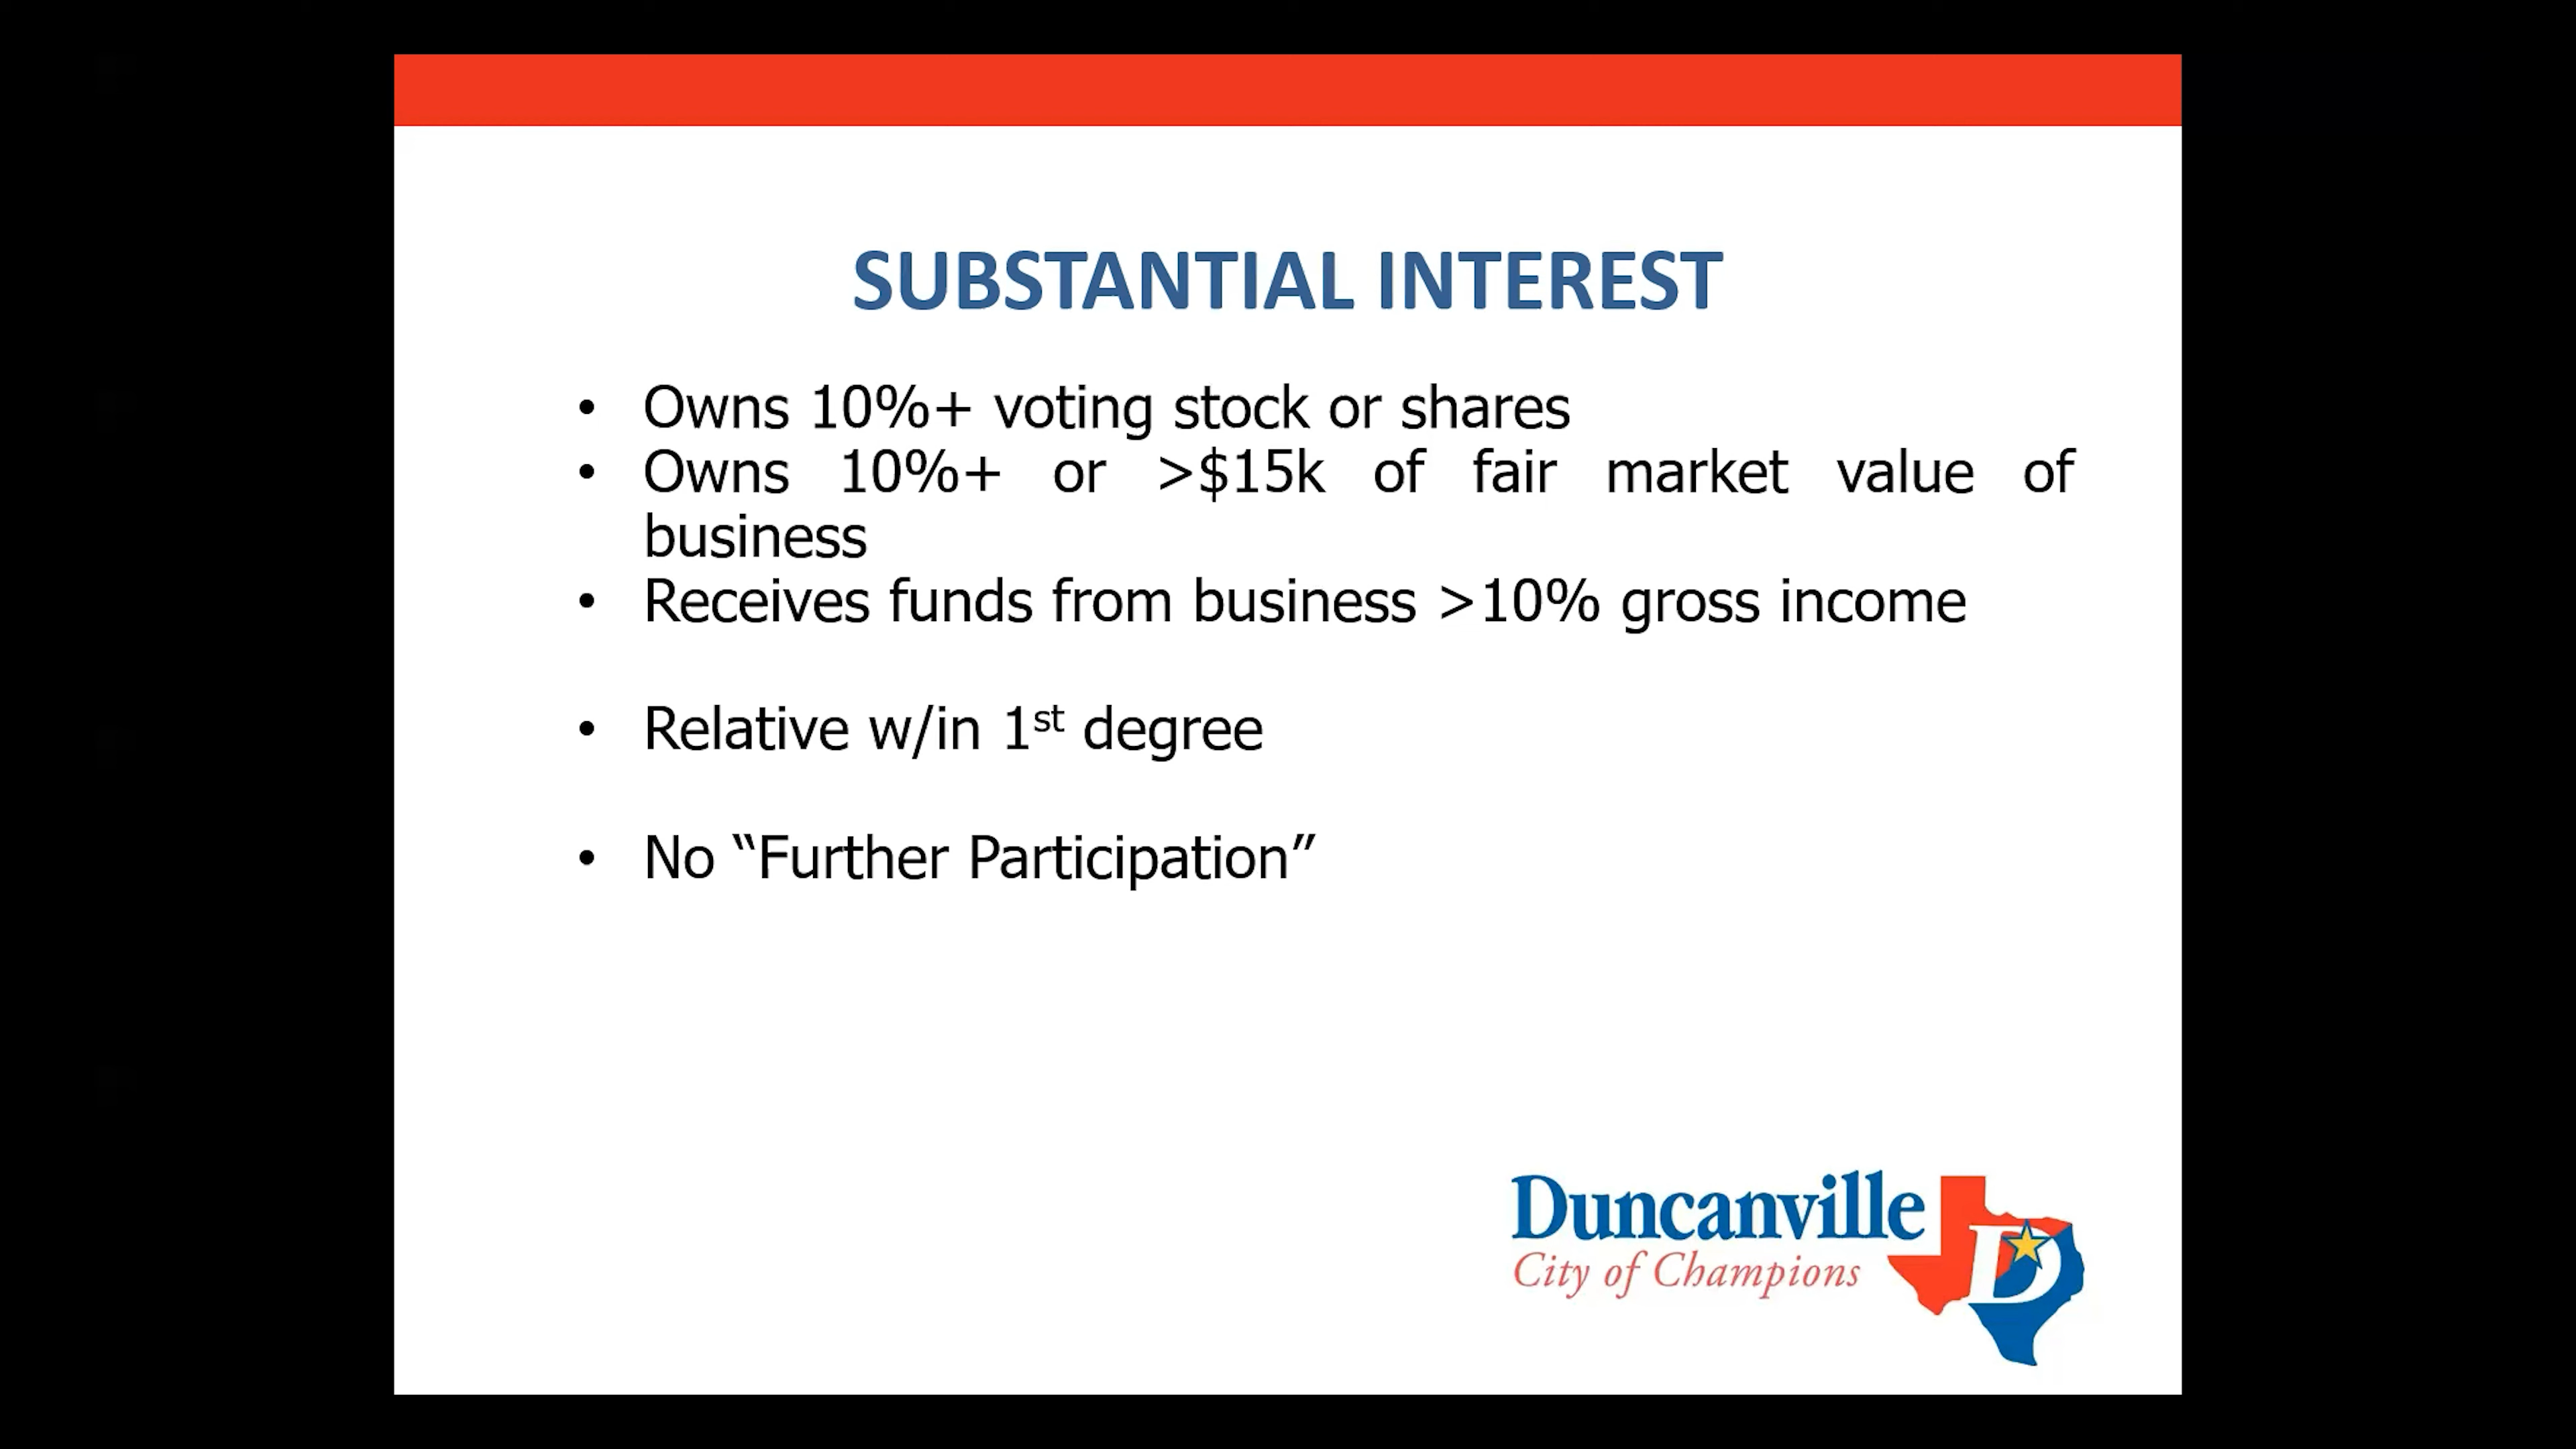 SUBSTANTIAL INTEREST
• Owns 10%+ voting stock or shares
• Owns 10%+ or >$15k of fair market value of
business
• Receives funds from business >10% gross income
• Relative w/in 1st degree
• No “Further Participation”
Duncanville
City of Champions
D